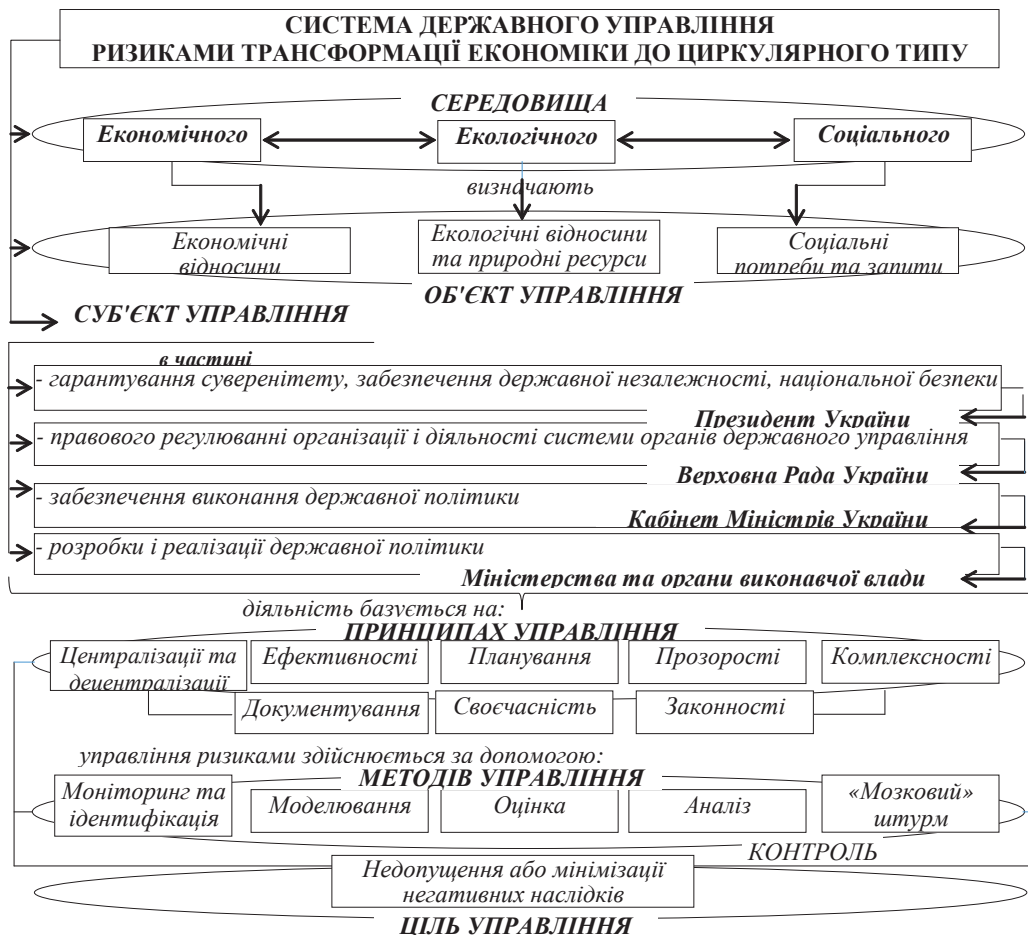 СИСТЕМА ДЕРЖАВНОГО УПРАВЛІННЯ
РИЗИКАМИ ТРАНСФОРМАЦІЇ ЕКОНОМІКИ ДО ЦИРКУЛЯРНОГО ТИПУ
СЕРЕДОВИЩА
Економічного Екологічного Соціального
визначають
Економічні
відносини
Екологічні відносини
та природні ресурси
Соціальні
потреби та запити
ОБ'ЄКТ УПРАВЛІННЯ
СУБ'ЄКТ УПРАВЛІННЯ
в частині
- гарантування суверенітету, забезпечення державної незалежності, національної безпеки
Президент України
- правового регулюванні організації і діяльності системи органів державного управління
Верховна Рада України
- забезпечення виконання державної політики
Кабінет Міністрів України
- розробки і реалізації державної політики
Міністерства та органи виконавчої влади
діяльність базується на:
ПРИНЦИПАХ УПРАВЛІННЯ
Централізації та
децентралізації
Ефективності Планування Прозорості Комплексності
Документування Своєчасність Законності
управління ризиками здійснюється за допомогою:
МЕТОДІВ УПРАВЛІННЯ
Моніторинг та
ідентифікація
Моделювання Оцінка Аналіз
«Мозковий»
штурм
КОНТРОЛЬ
Недопущення або мінімізації
негативних наслідків
ЦІЛЬ УПРАВЛІННЯ